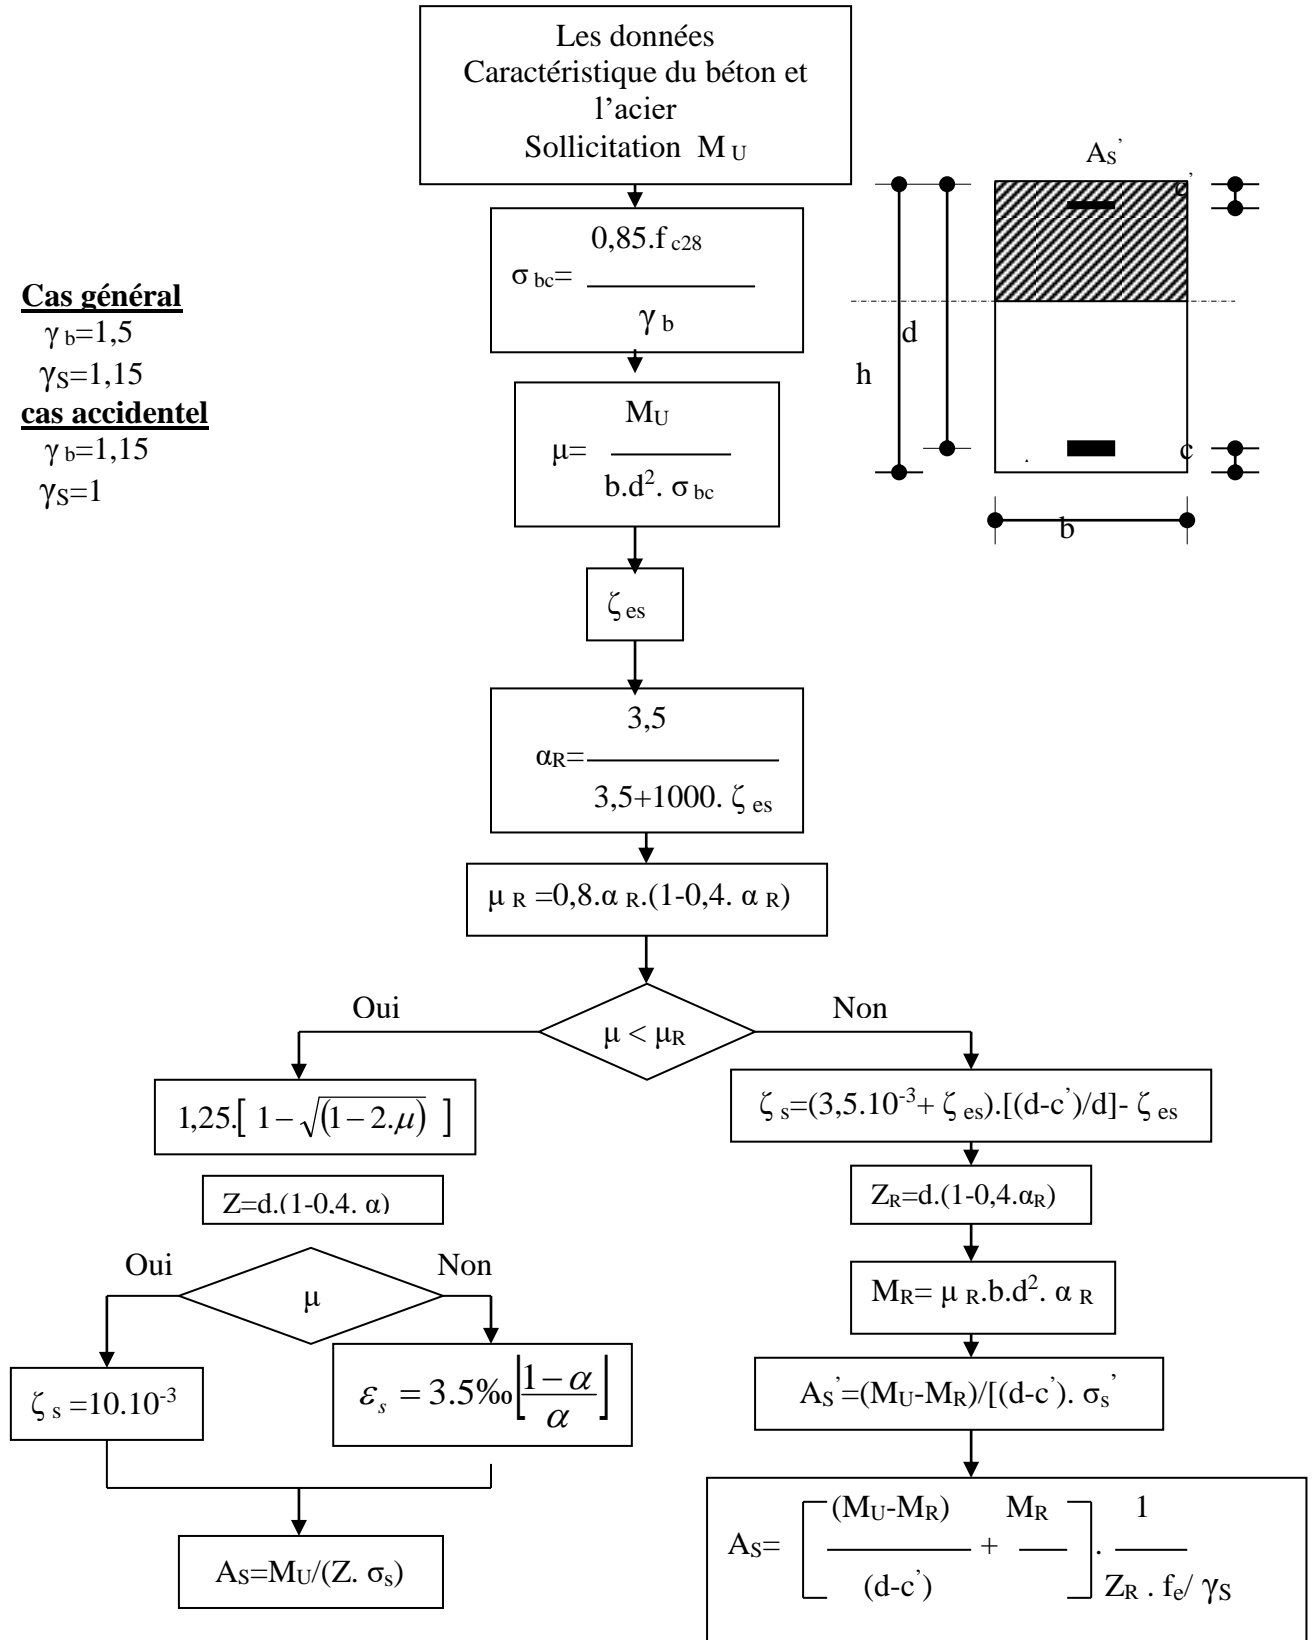 Les données
Caractéristique du béton et
l’acier
Sollicitation M U
As’
c’
d
h
c
b
Cas général
γ b=1,5
γS=1,15
cas accidentel
γ b=1,15
γS=1
0,85.f c28
σ bc=
γ b
MU
μ=
b.d². σ bc
ζ es
3,5
αR=
3,5+1000. ζ es
μ R =0,8.α R.(1-0,4. α R)
Oui
μ < μR
Non
1,25.[ 1−√(1−2.μ) ]
Z=d.(1-0,4. α)
Oui
μ
Non
ζ s =10.10-3
εs = 3.5‰[1−α/α]
AS=MU/(Z. σs)
ζ s=(3,5.10-3+ ζ es).[(d-c’)/d]- ζ es
ZR=d.(1-0,4.αR)
MR= μ R.b.d². α R
AS’=(MU-MR)/[(d-c’). σs’
(MU-MR) MR 1
AS= [ + ] .
(d-c’) ZR . fe/ γS